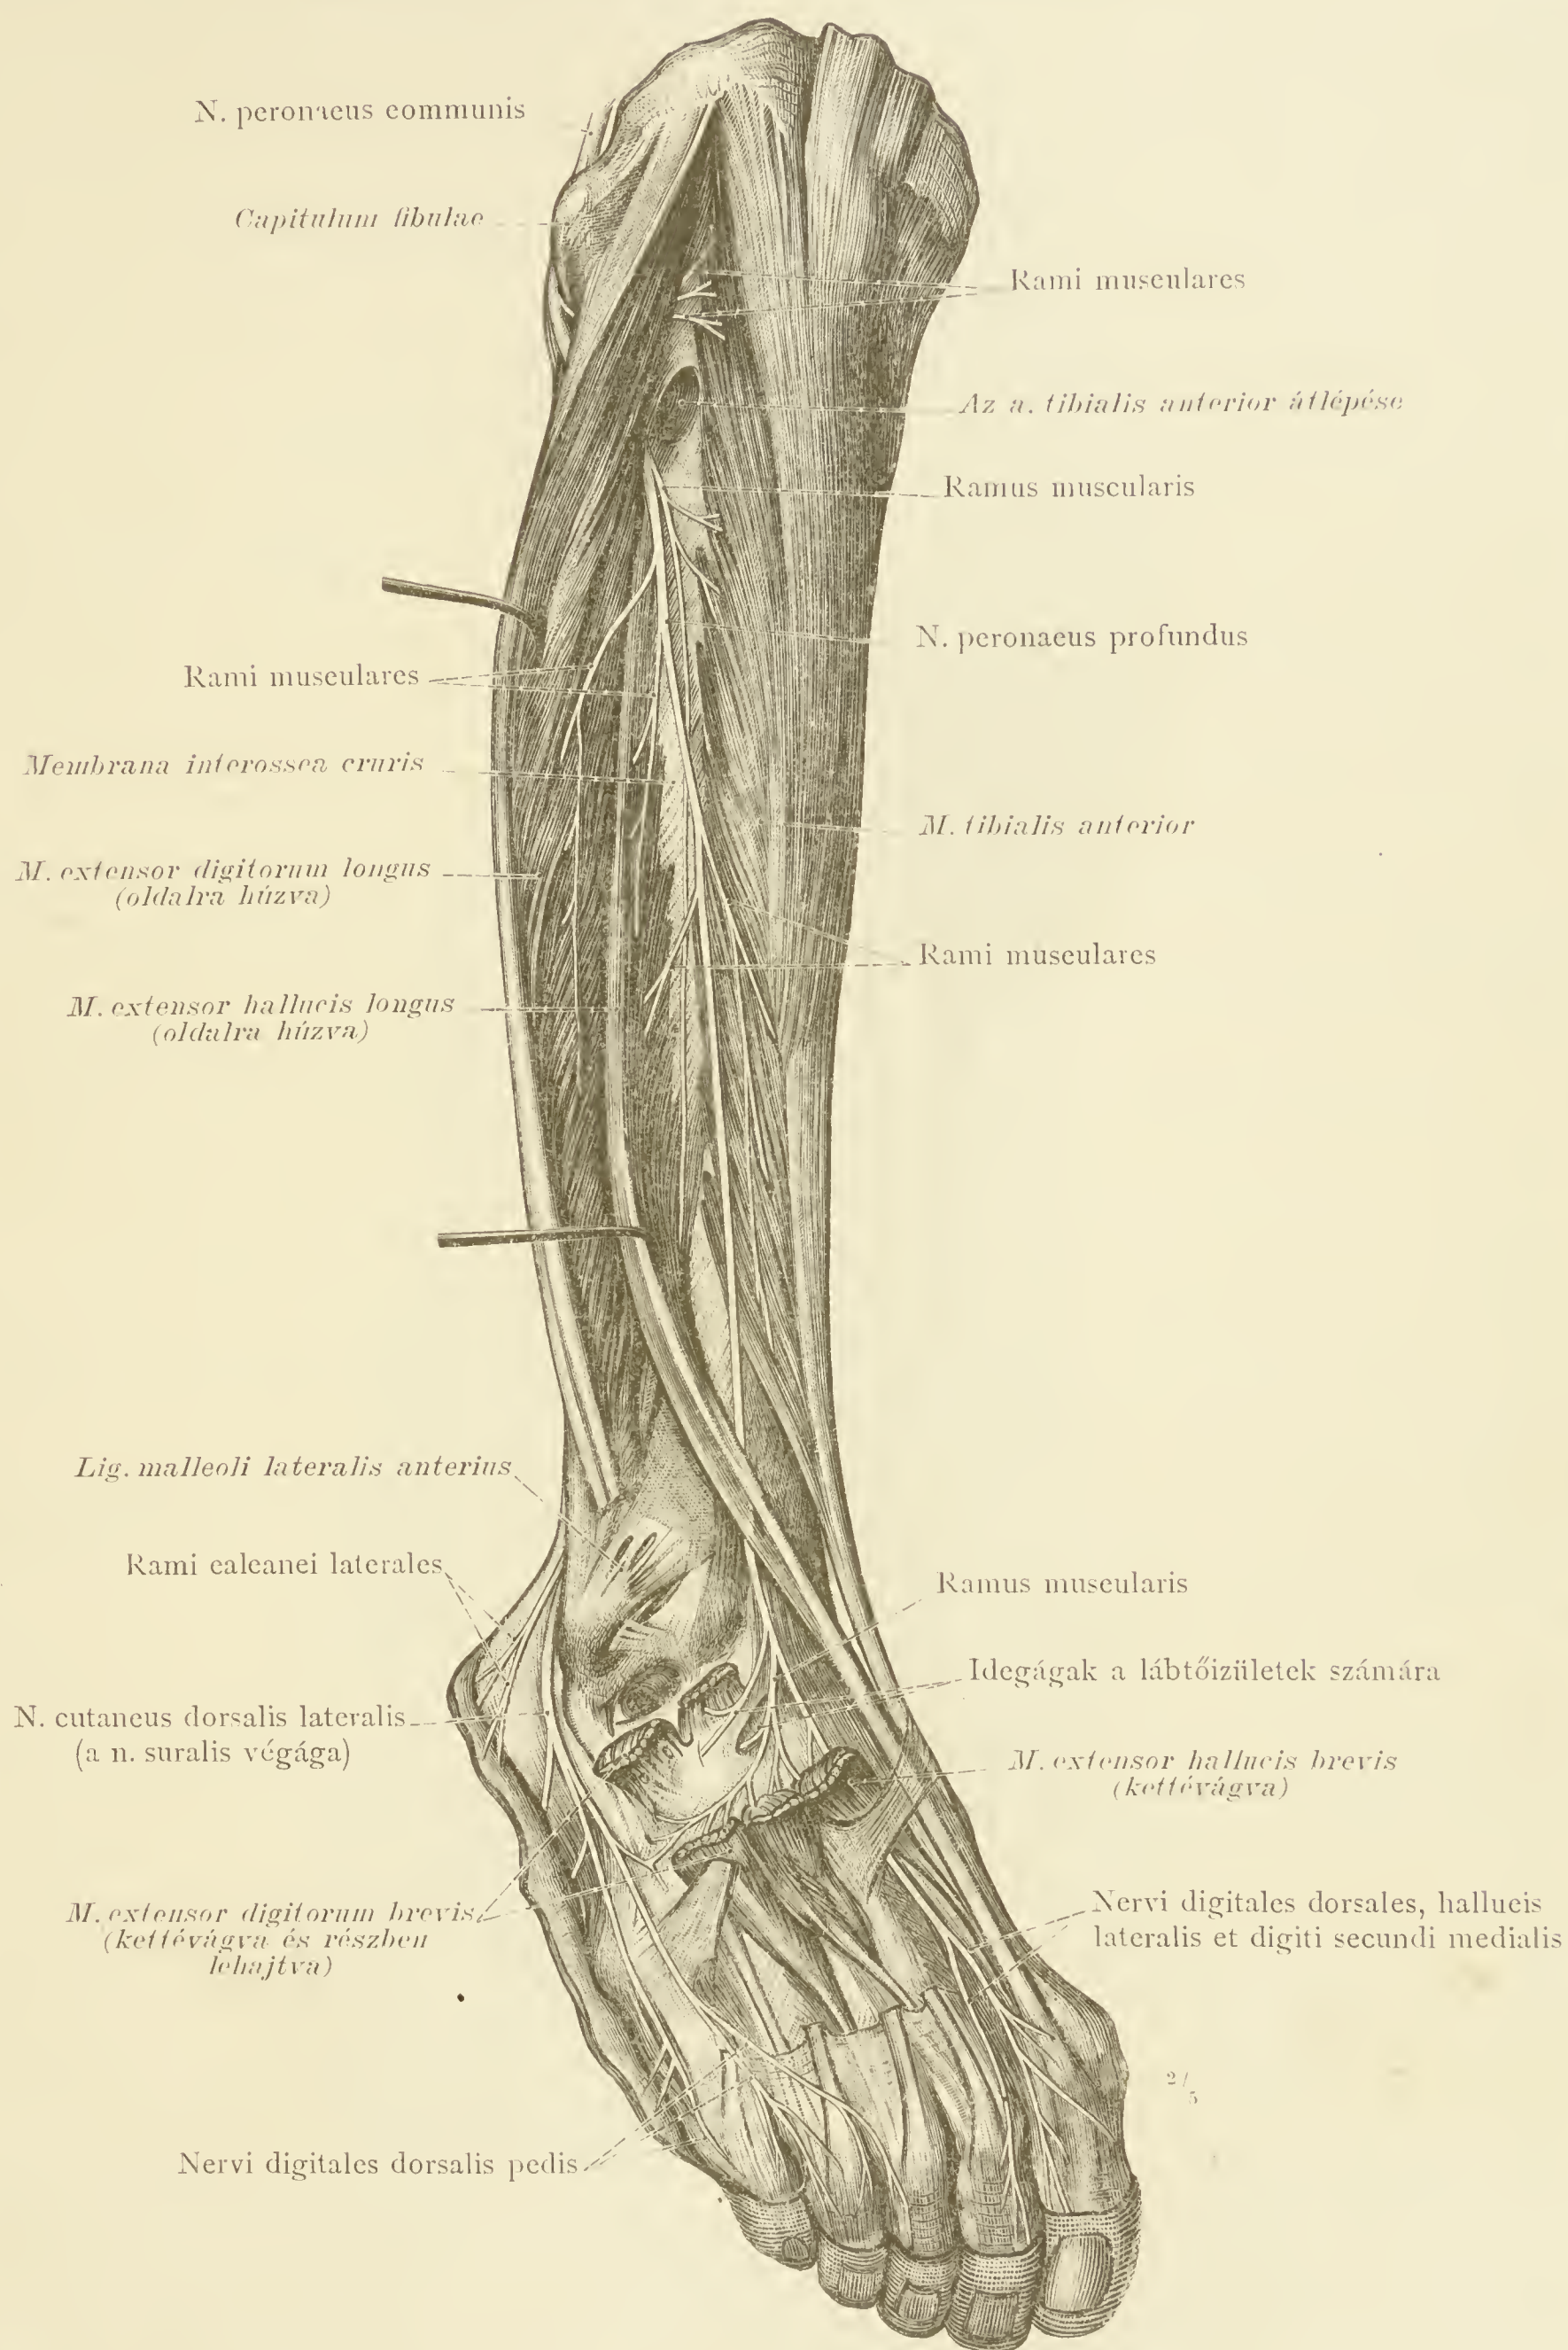 N. peronaeus communis
Capitulum fibulae
Rami musculares
Az a. tibialis anterior átlépése
Ramus muscularis
N. peronaeus profundus
Rami musculares
Membrana interossea cruris
M. tibialis anterior
M. extensor digitorum longus
(oldalra húzva)
Rami musculares
M. extensor hallucis longus
(oldalra húzva)
Lig. malleoli lateralis anterius
Rami calcanei laterales
Ramus muscularis
Idegágak a lábtőizületek számára
N. cutaneus dorsalis lateralis
(a n. suralis végága)
M. extensor hallucis brevis
(kettévágva)
M. extensor digitorum brevis
(kettévágva és részben
lehajtva)
Nervi digitales dorsales, hallucis
lateralis et digiti secundi medialis
2/5
Nervi digitales dorsalis pedis